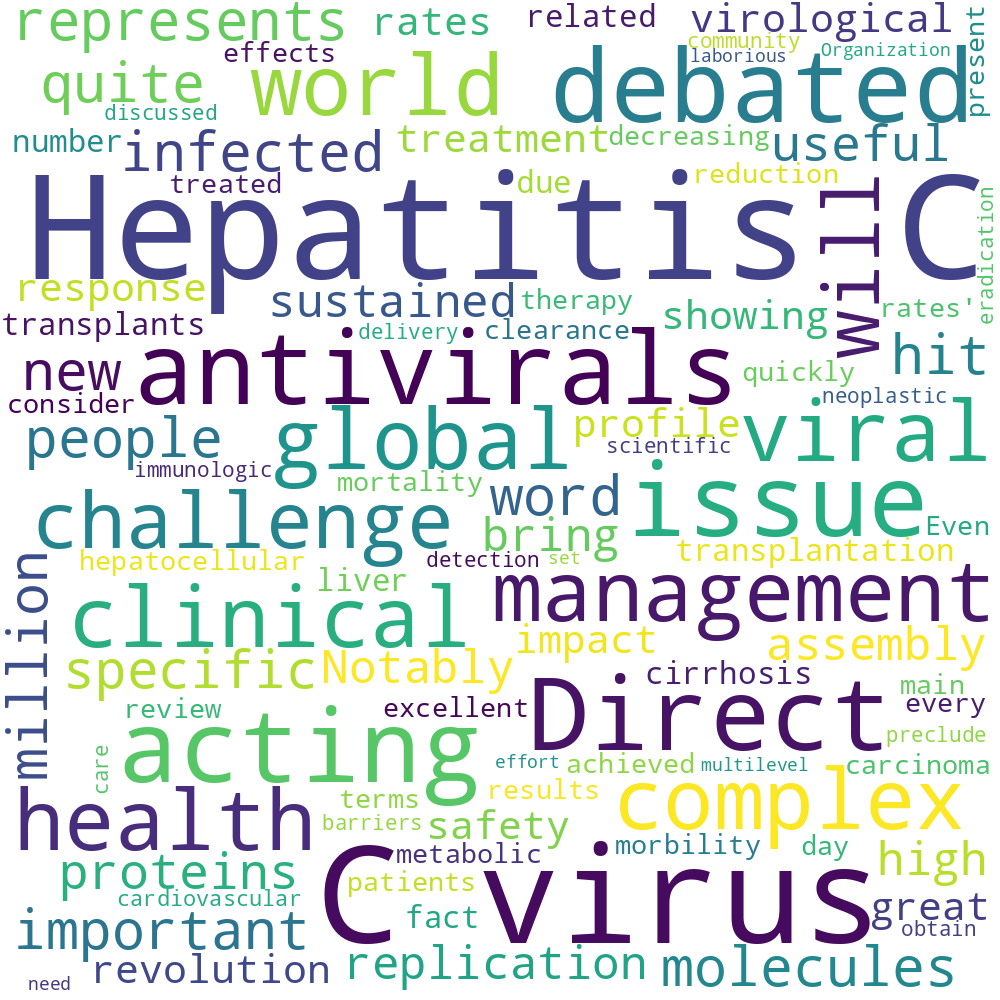 represents rates related virological
effects community Organization
laborious present
quite world debated
discussed
number infected treatment decreasing useful
treated due reduction
Hepatitis C will eradication
response sustained therapy showing rates'
transplants delivery clearance hit
new antivirals quickly
consider neoplastic
people global profile viral
immunologic scientific
mortality word issue
challenge bring Even
hepatocellular detection set transplantation
million liver management
clinical impact assembly
specific Notably cirrhosis
main
review excellent Direct every
acting preclude
care effort achieved multilevel carcinoma
health terms results complex
barriers safety
proteins metabolic C virus morbility day high
cardiovascular patients
important fact great
obtain
revolution replication molecules
need